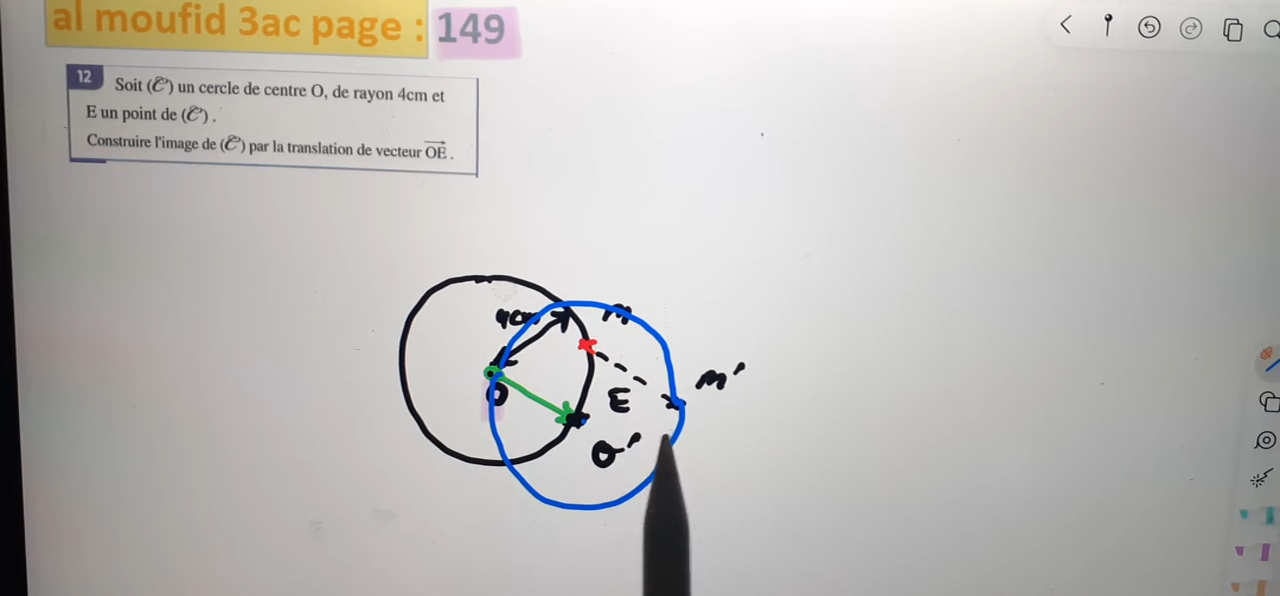 al moufid 3ac page : 149
12
Soit (C) un cercle de centre O, de rayon 4cm et
E un point de (C).
Construire l'image de (C) par la translation de vecteur OE.
4cm
M
O
E
M'
O'